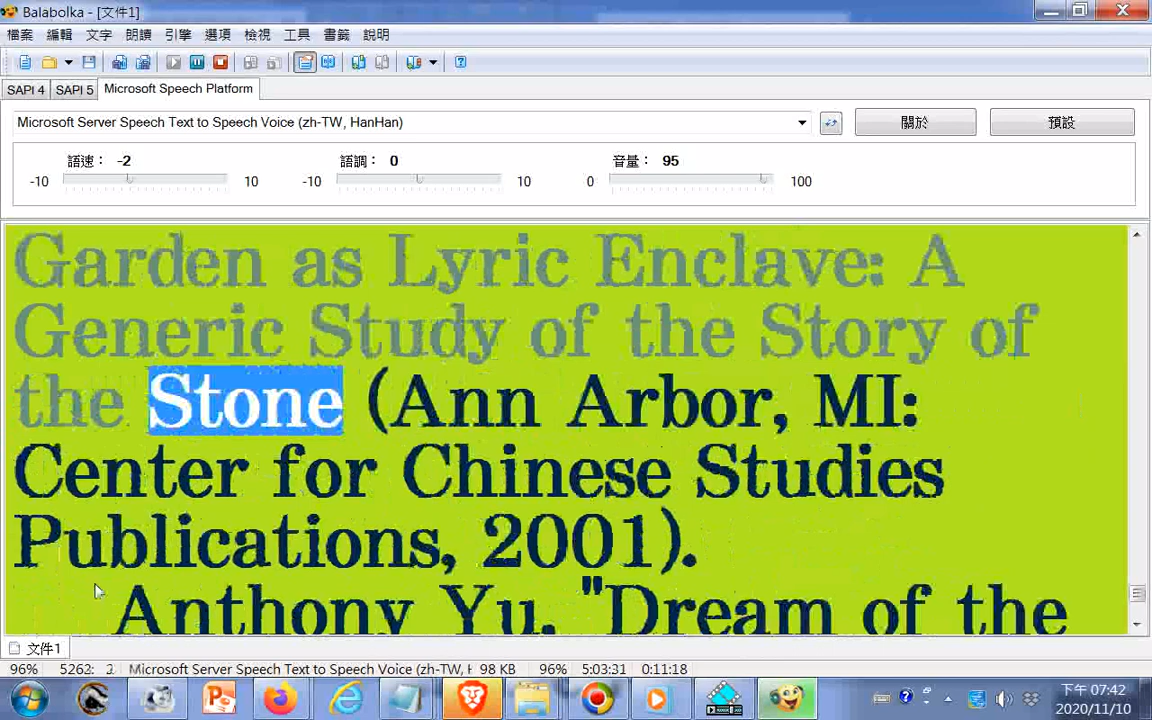 Balabolka - [文件1]
檔案 編輯 文字 朗讀 引擎 選項 檢視 工具 書籤 說明
SAPI 4 SAPI 5 Microsoft Speech Platform
Microsoft Server Speech Text to Speech Voice (zh-TW, HanHan) 關於 預設
語速： -2 語調： 0 音量： 95
-10 10 -10 10 0 100
Garden as Lyric Enclave: A
Generic Study of the Story of
the Stone (Ann Arbor, MI:
Center for Chinese Studies
Publications, 2001).
Anthony Yu. "Dream of the
文件1
96% 5262: 2 Microsoft Server Speech Text to Speech Voice (zh-TW, 98 KB 96% 5:03:31 0:11:18
下午 07:42
2020/11/10